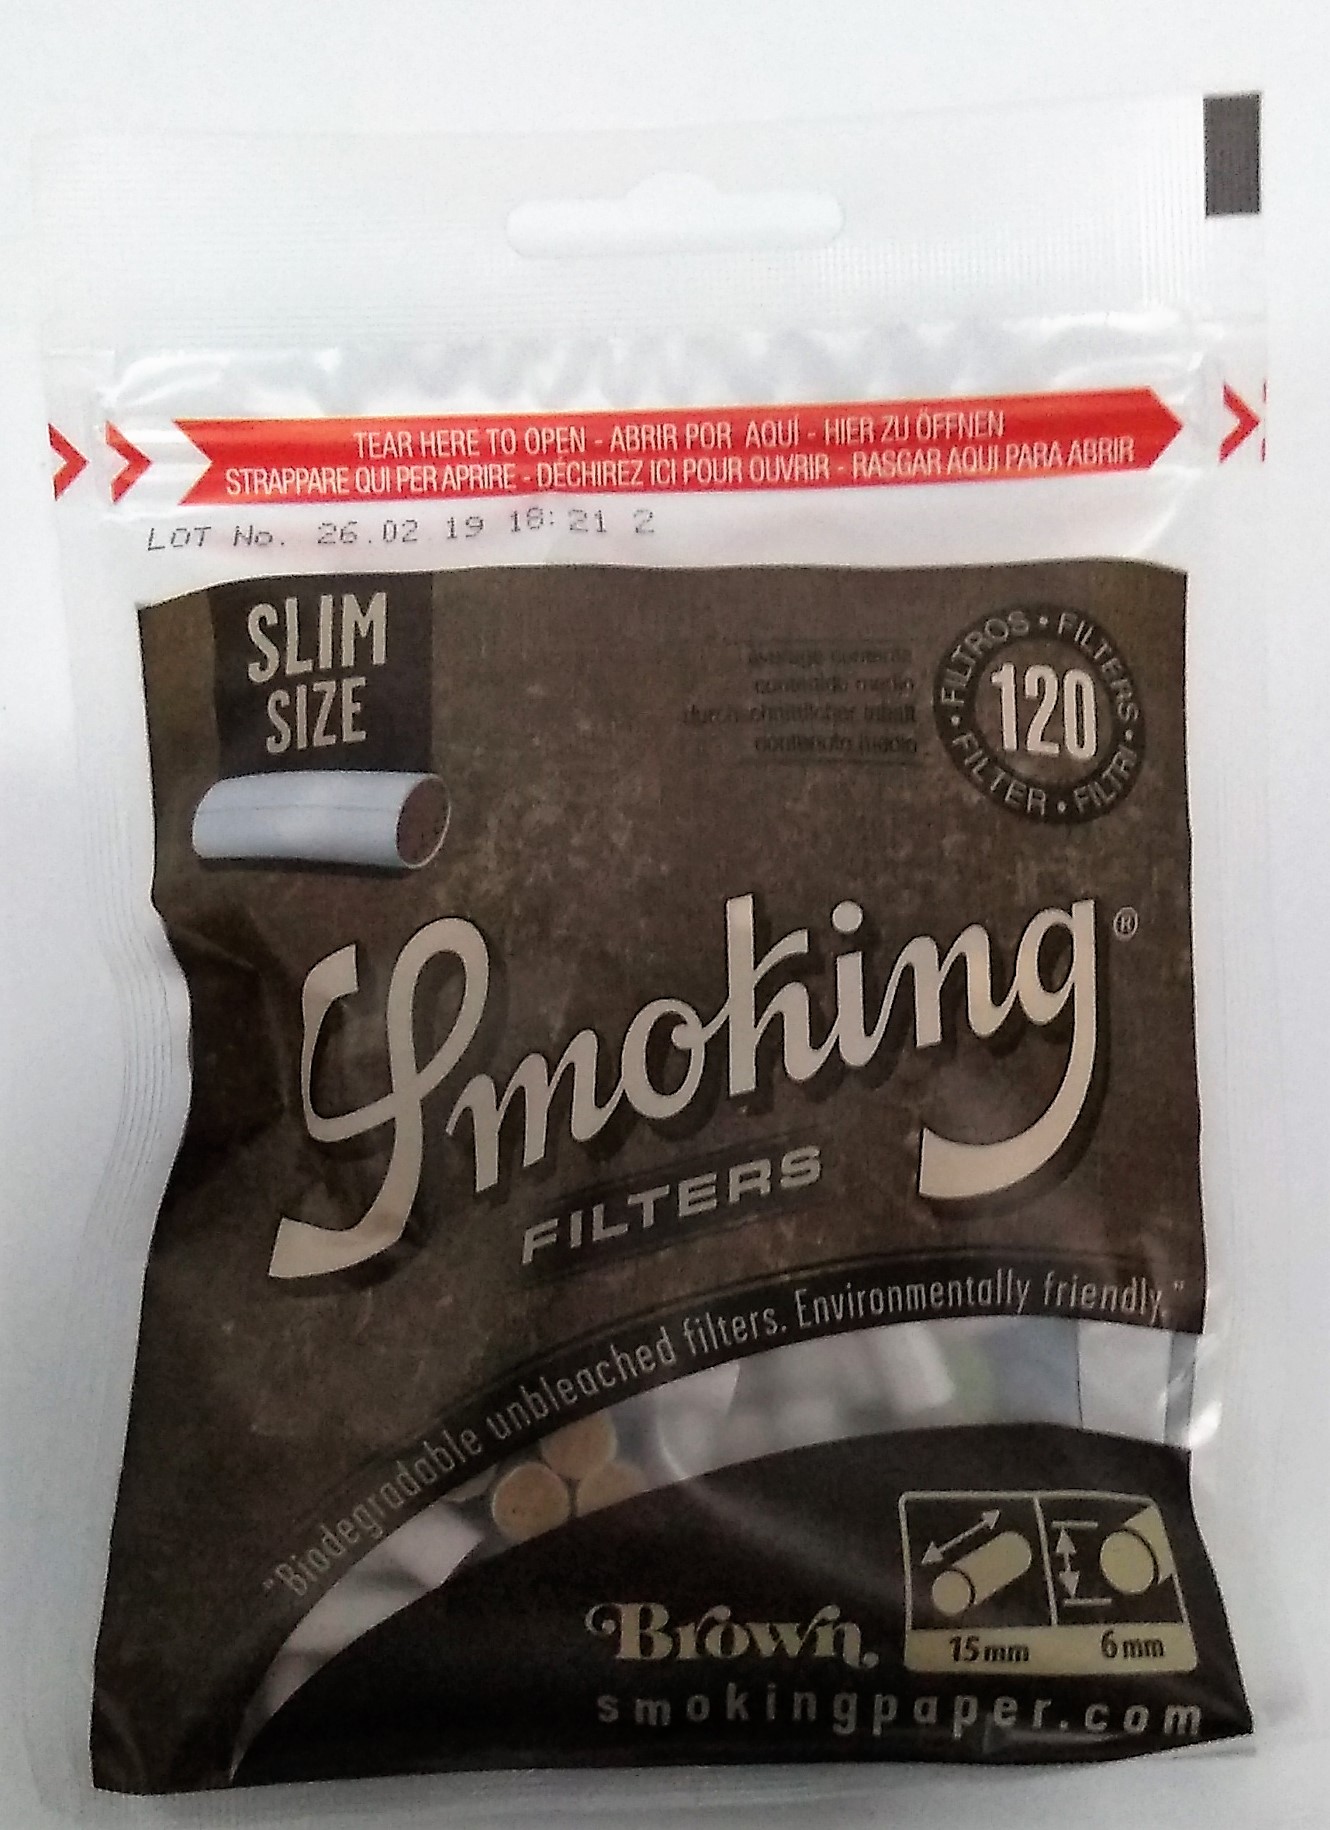 TEAR HERE TO OPEN - ABRIR POR AQUÍ - HIER ZU ÖFFNEN
STRAPPARE QUI PER APRIRE - DÉCHIREZ ICI POUR OUVRIR - RASGAR AQUI PARA ABRIR
LOT No. 26.02 19 18:21 2
SLIM
SIZE
average contents
contenido medio
durchschnittlicher Inhalt
contenuto medio
FILTROS • FILTERS • FILTRI • FILTER •
120
Smoking®
FILTERS
"Biodegradable unbleached filters. Environmentally friendly."
Brown
15mm 6mm
smokingpaper.com